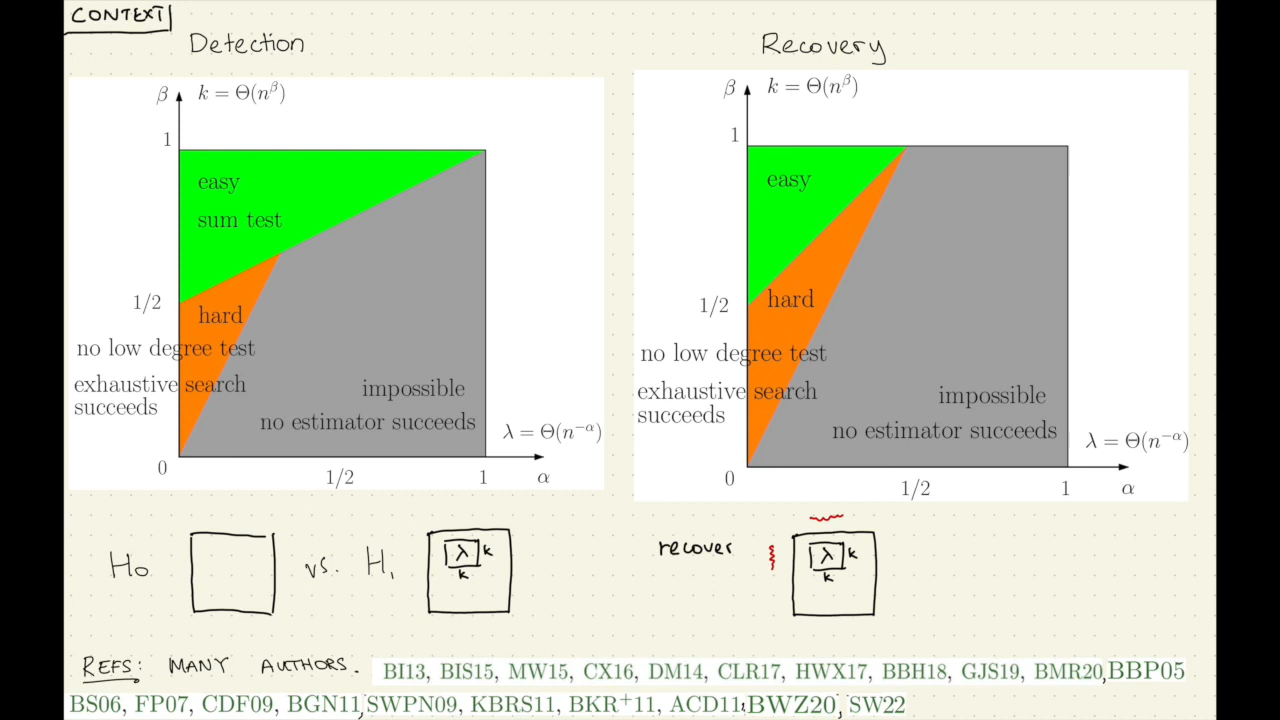 CONTEXT
Detection
β k = Θ(n^β)
1
easy
sum test
1/2
hard
no low degree test
exhaustive search
succeeds
impossible
no estimator succeeds
λ = Θ(n^{-α})
0
1/2 1 α
Recovery
β k = Θ(n^β)
1
easy
1/2
hard
no low degree test
exhaustive search
succeeds
impossible
no estimator succeeds
λ = Θ(n^{-α})
0
1/2 1 α
H₀ vs. H₁ λ k
k
recover λ k
k
REFS: MANY AUTHORS. BI13, BIS15, MW15, CX16, DM14, CLR17, HWX17, BBH18, GJS19, BMR20, BBP05
BS06, FP07, CDF09, BGN11, SWPN09, KBRS11, BKR⁺11, ACD11, BWZ20, SW22